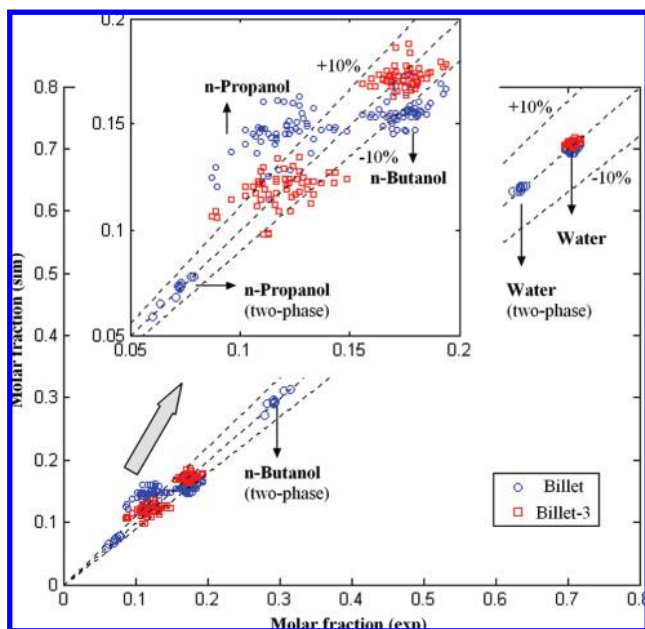 0.2
0.15
0.1
0.05
0.05
0.1
0.15
0.2
n-Propanol
+10%
-10%
n-Butanol
n-Propanol
(two-phase)
0.8
0.7
0.6
0.5
0.4
0.3
0.2
0.1
0
Molar fraction (sim)
+10%
-10%
Water
Water
(two-phase)
n-Butanol
(two-phase)
Billet
Billet-3
0
0.1
0.2
0.3
0.4
0.5
0.6
0.7
0.8
Molar fraction (exp)